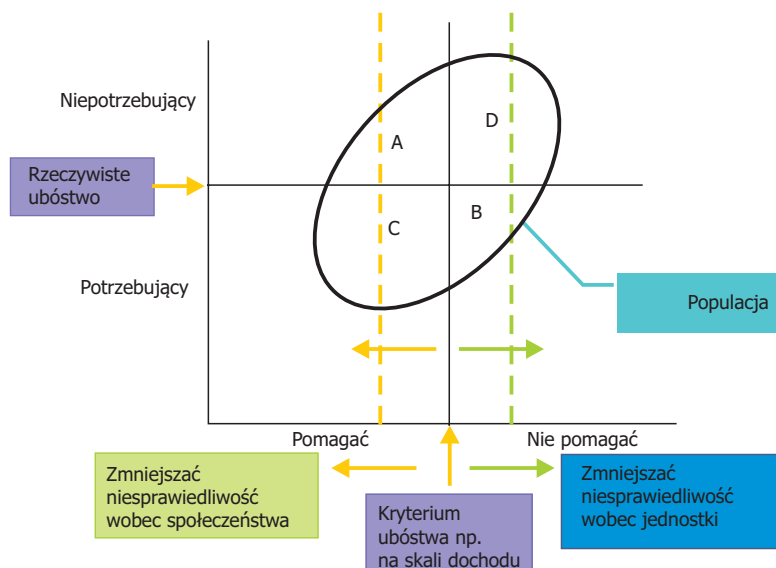 Niepotrzebujący
D
A
Rzeczywiste
ubóstwo
C
B
Potrzebujący
Populacja
Pomagać
Nie pomagać
Zmniejszać
niesprawiedliwość
wobec społeczeństwa
Kryterium
ubóstwa np.
na skali dochodu
Zmniejszać
niesprawiedliwość
wobec jednostki